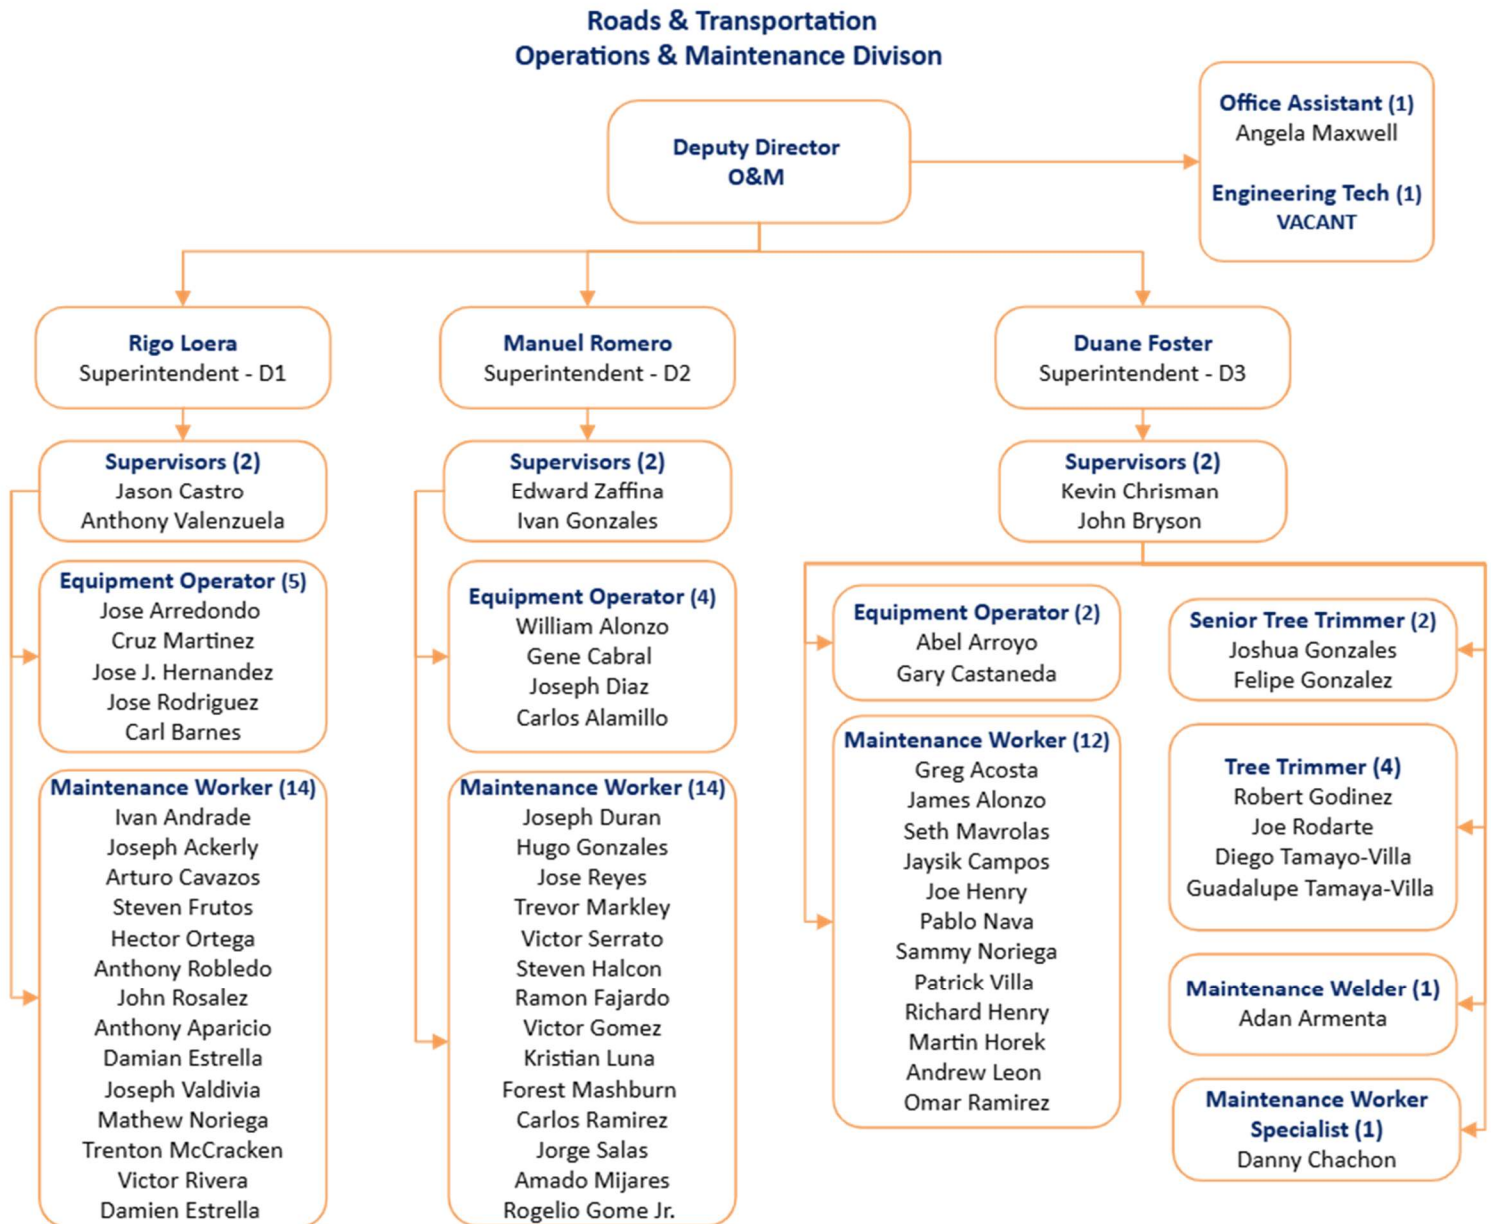 Roads & Transportation
Operations & Maintenance Divison
Deputy Director
O&M
Office Assistant (1)
Angela Maxwell
Engineering Tech (1)
VACANT
Rigo Loera
Superintendent - D1
Supervisors (2)
Jason Castro
Anthony Valenzuela
Equipment Operator (5)
Jose Arredondo
Cruz Martinez
Jose J. Hernandez
Jose Rodriguez
Carl Barnes
Maintenance Worker (14)
Ivan Andrade
Joseph Ackerly
Arturo Cavazos
Steven Frutos
Hector Ortega
Anthony Robledo
John Rosalez
Anthony Aparicio
Damian Estrella
Joseph Valdivia
Mathew Noriega
Trenton McCracken
Victor Rivera
Damien Estrella
Manuel Romero
Superintendent - D2
Supervisors (2)
Edward Zaffina
Ivan Gonzales
Equipment Operator (4)
William Alonzo
Gene Cabral
Joseph Diaz
Carlos Alamillo
Maintenance Worker (14)
Joseph Duran
Hugo Gonzales
Jose Reyes
Trevor Markley
Victor Serrato
Steven Halcon
Ramon Fajardo
Victor Gomez
Kristian Luna
Forest Mashburn
Carlos Ramirez
Jorge Salas
Amado Mijares
Rogelio Gome Jr.
Duane Foster
Superintendent - D3
Supervisors (2)
Kevin Chrisman
John Bryson
Equipment Operator (2)
Abel Arroyo
Gary Castaneda
Maintenance Worker (12)
Greg Acosta
James Alonzo
Seth Mavrolas
Jaysik Campos
Joe Henry
Pablo Nava
Sammy Noriega
Patrick Villa
Richard Henry
Martin Horek
Andrew Leon
Omar Ramirez
Senior Tree Trimmer (2)
Joshua Gonzales
Felipe Gonzalez
Tree Trimmer (4)
Robert Godinez
Joe Rodarte
Diego Tamayo-Villa
Guadalupe Tamaya-Villa
Maintenance Welder (1)
Adan Armenta
Maintenance Worker
Specialist (1)
Danny Chachon